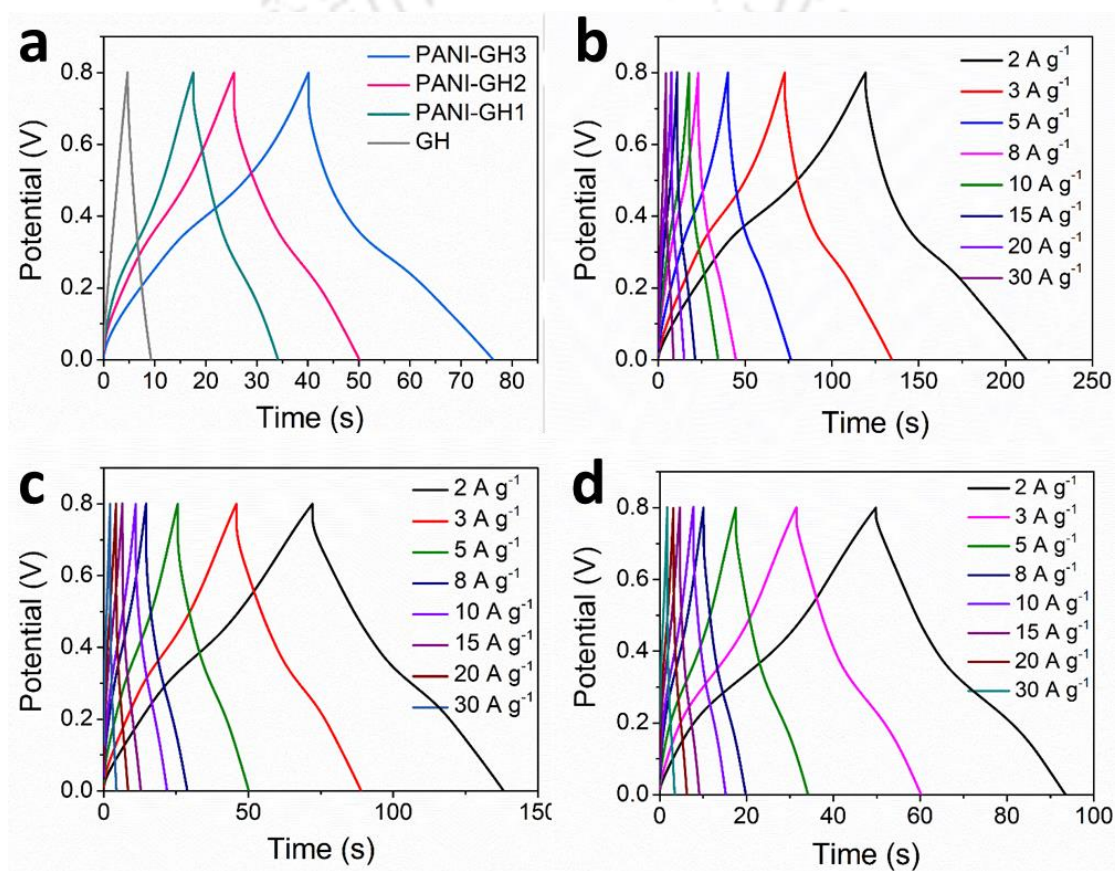 a
PANI-GH3
PANI-GH2
PANI-GH1
GH
Potential (V)
0.8
0.6
0.4
0.2
0.0
0 10 20 30 40 50 60 70 80
Time (s)
b
2 A g⁻¹
3 A g⁻¹
5 A g⁻¹
8 A g⁻¹
10 A g⁻¹
15 A g⁻¹
20 A g⁻¹
30 A g⁻¹
Potential (V)
0.8
0.6
0.4
0.2
0.0
0 50 100 150 200 250
Time (s)
c
2 A g⁻¹
3 A g⁻¹
5 A g⁻¹
8 A g⁻¹
10 A g⁻¹
15 A g⁻¹
20 A g⁻¹
30 A g⁻¹
Potential (V)
0.8
0.6
0.4
0.2
0.0
0 50 100 150
Time (s)
d
2 A g⁻¹
3 A g⁻¹
5 A g⁻¹
8 A g⁻¹
10 A g⁻¹
15 A g⁻¹
20 A g⁻¹
30 A g⁻¹
Potential (V)
0.8
0.6
0.4
0.2
0.0
0 20 40 60 80 100
Time (s)